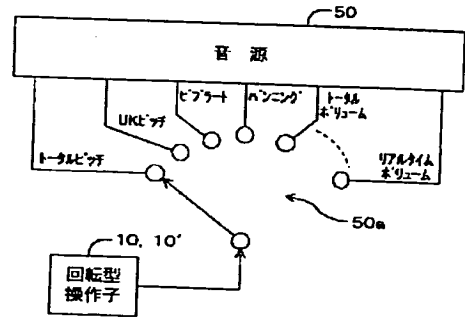 50
音 源
トータルピッチ
UKピッチ
ビブラート
パンニング
トータル
ボリューム
リアルタイム
ボリューム
50a
10, 10'
回転型
操作子